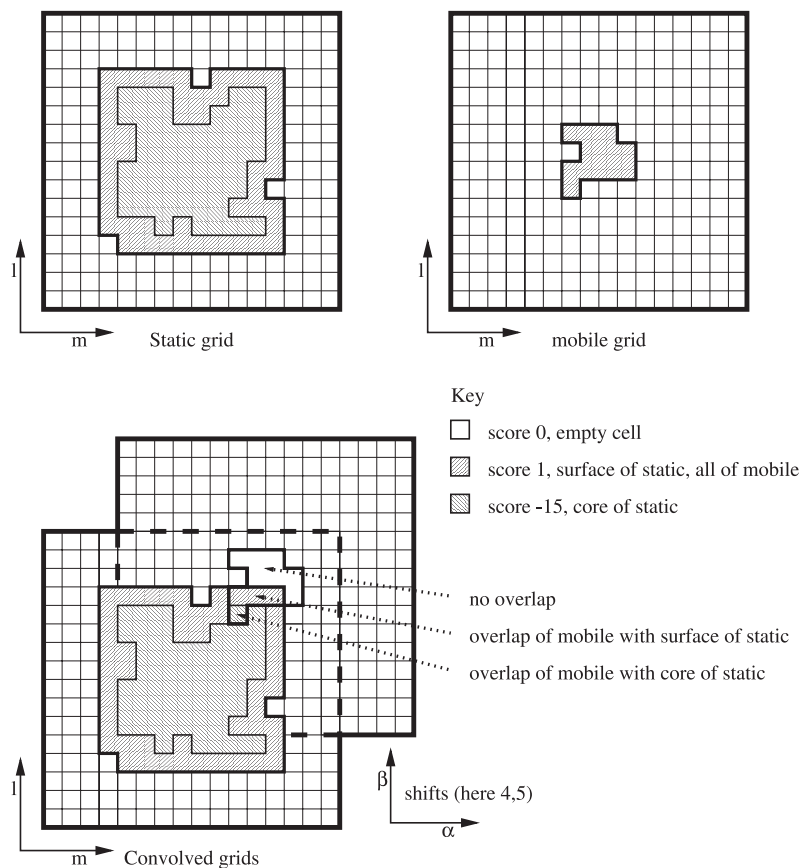 l
m
Static grid
l
m
mobile grid
Key
score 0, empty cell
score 1, surface of static, all of mobile
score -15, core of static
no overlap
overlap of mobile with surface of static
overlap of mobile with core of static
β
shifts (here 4,5)
α
l
m
Convolved grids